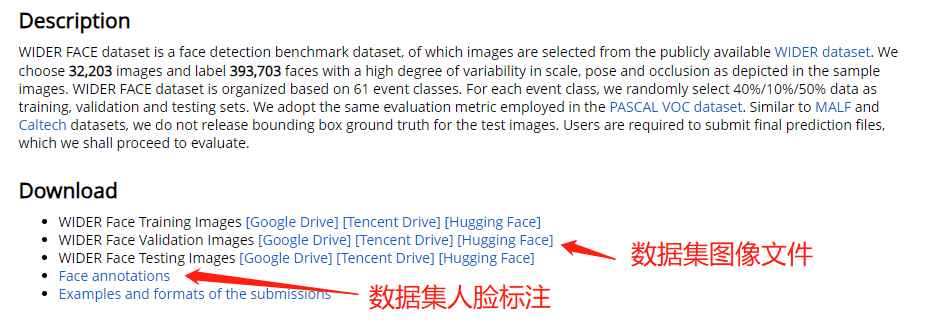 Description
WIDER FACE dataset is a face detection benchmark dataset, of which images are selected from the publicly available WIDER dataset. We
choose 32,203 images and label 393,703 faces with a high degree of variability in scale, pose and occlusion as depicted in the sample
images. WIDER FACE dataset is organized based on 61 event classes. For each event class, we randomly select 40%/10%/50% data as
training, validation and testing sets. We adopt the same evaluation metric employed in the PASCAL VOC dataset. Similar to MALF and
Caltech datasets, we do not release bounding box ground truth for the test images. Users are required to submit final prediction files,
which we shall proceed to evaluate.
Download
WIDER Face Training Images [Google Drive] [Tencent Drive] [Hugging Face]
WIDER Face Validation Images [Google Drive] [Tencent Drive] [Hugging Face]
WIDER Face Testing Images [Google Drive] [Tencent Drive] [Hugging Face]
数据集图像文件
Face annotations
Examples and formats of the submissions
数据集人脸标注